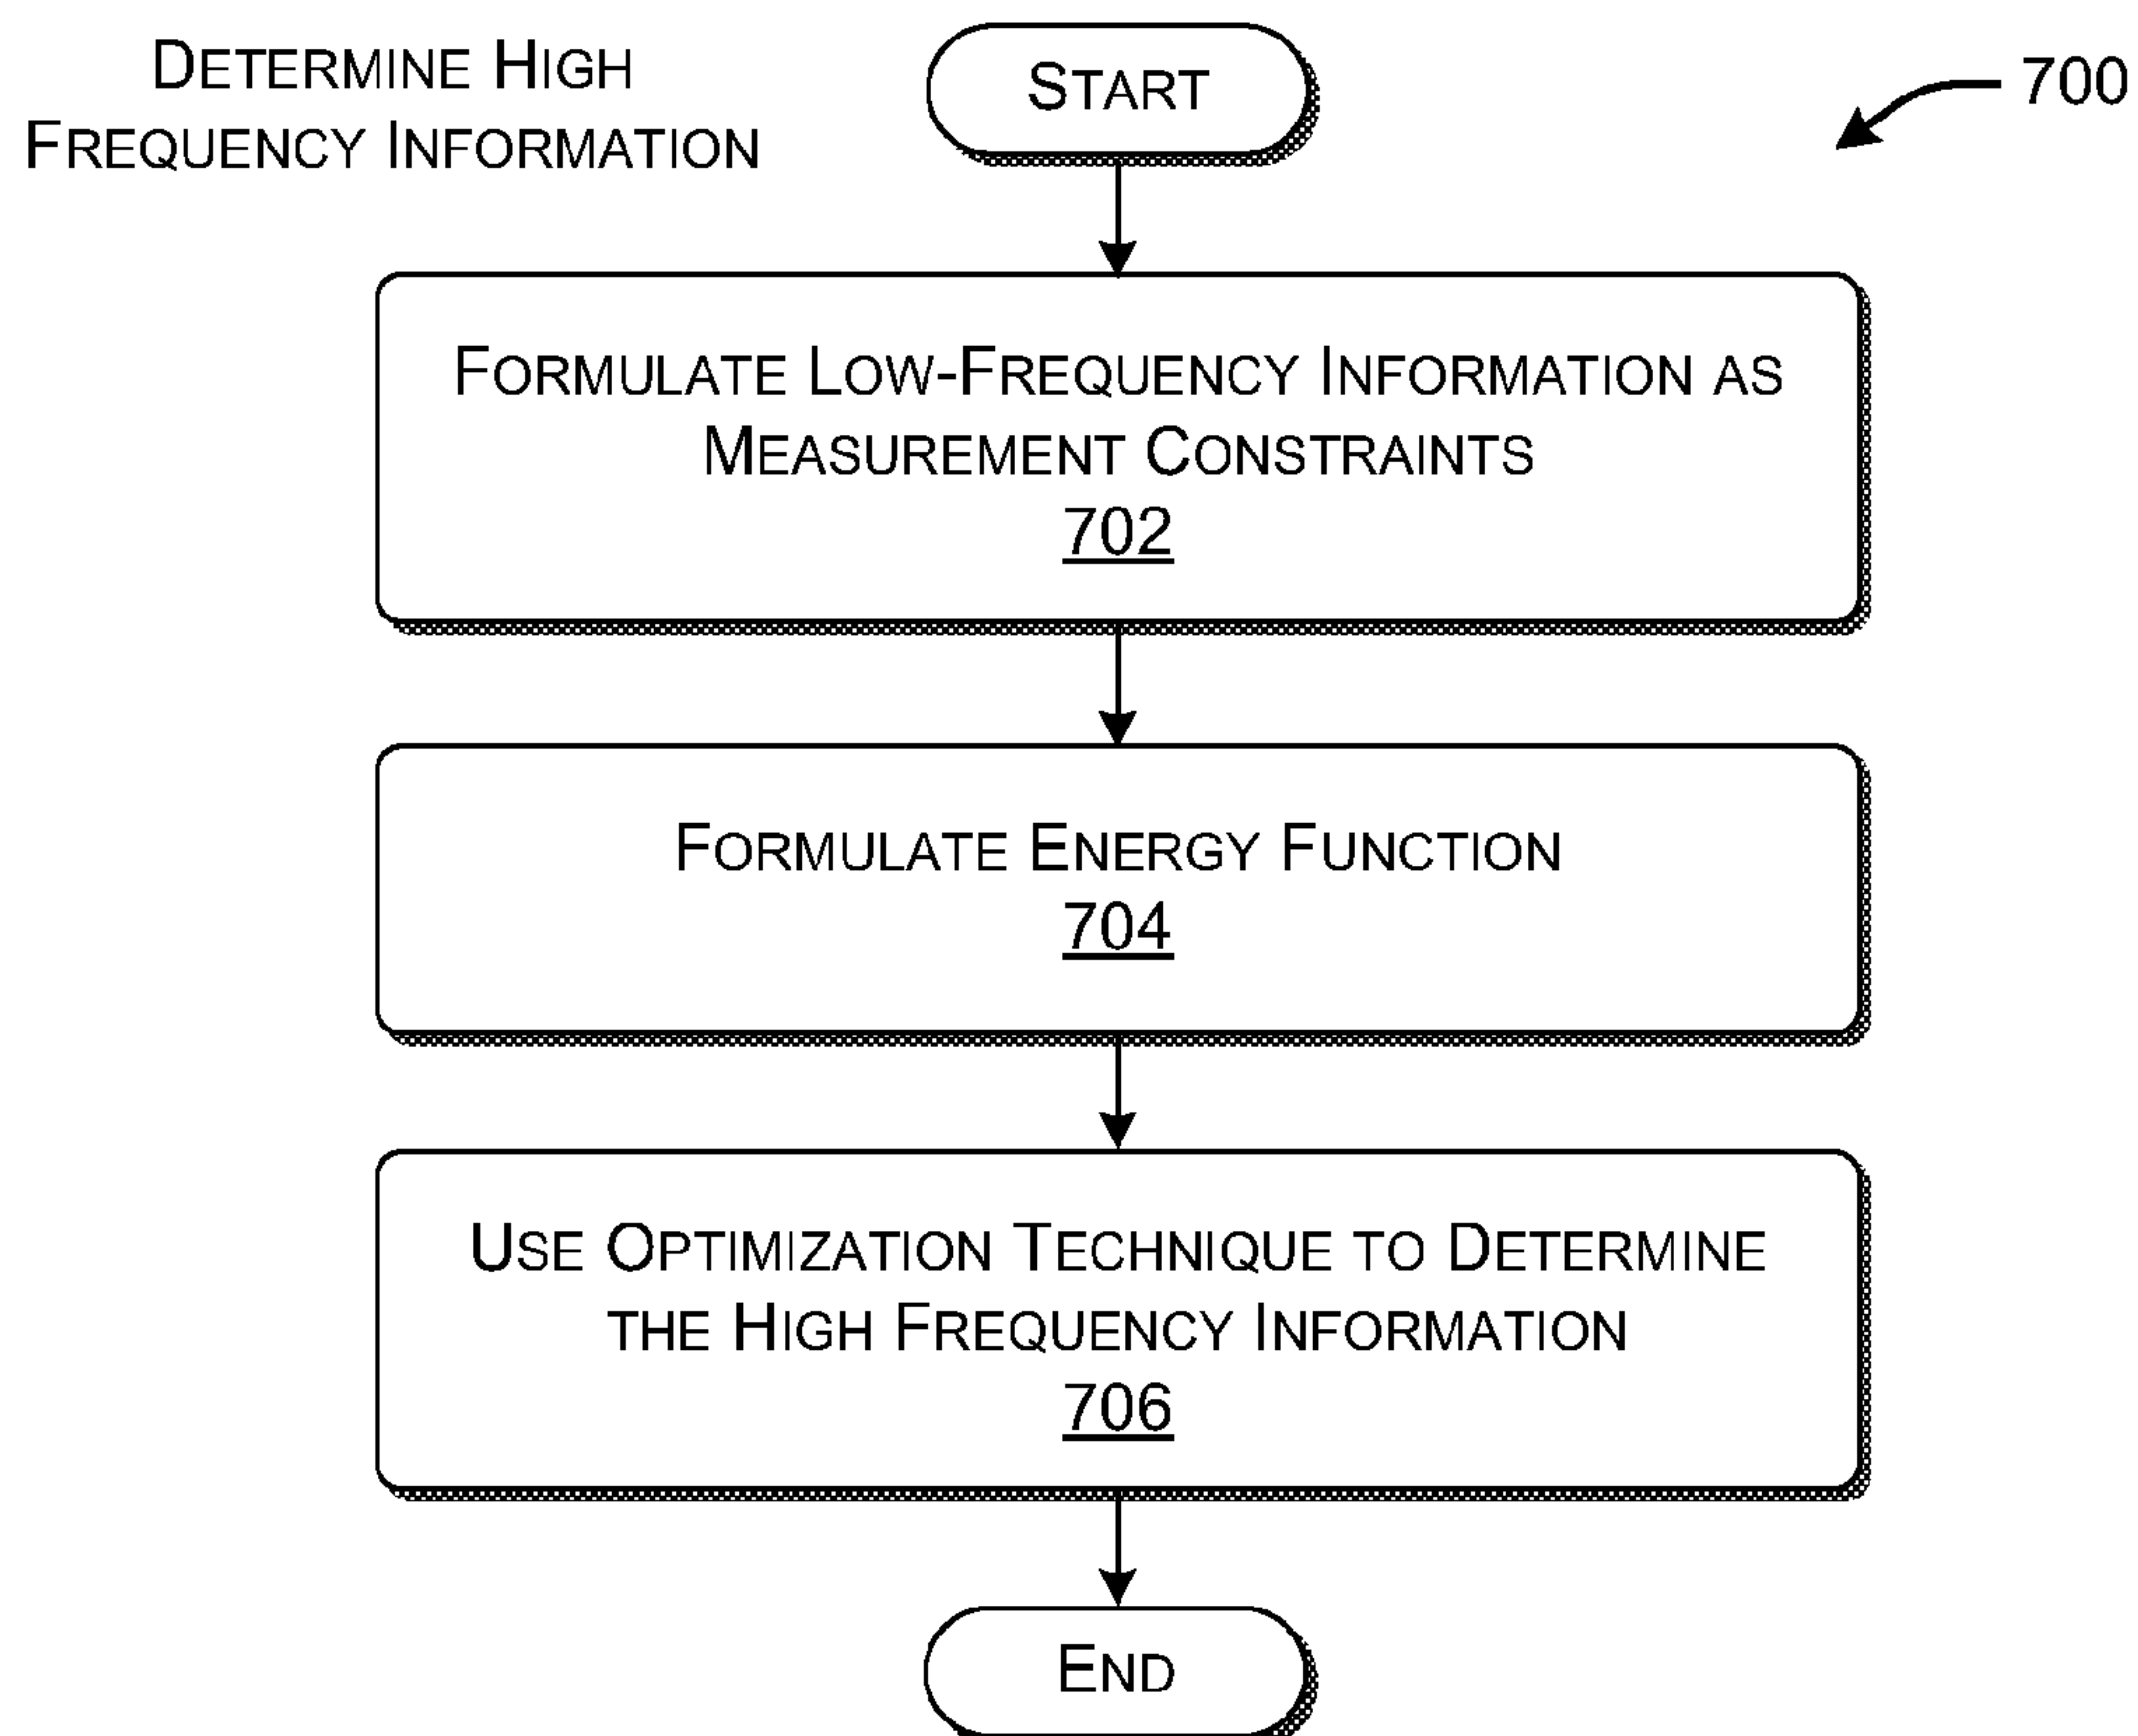 DETERMINE HIGH
FREQUENCY INFORMATION
START
700
FORMULATE LOW-FREQUENCY INFORMATION AS
MEASUREMENT CONSTRAINTS
702
FORMULATE ENERGY FUNCTION
704
USE OPTIMIZATION TECHNIQUE TO DETERMINE
THE HIGH FREQUENCY INFORMATION
706
END